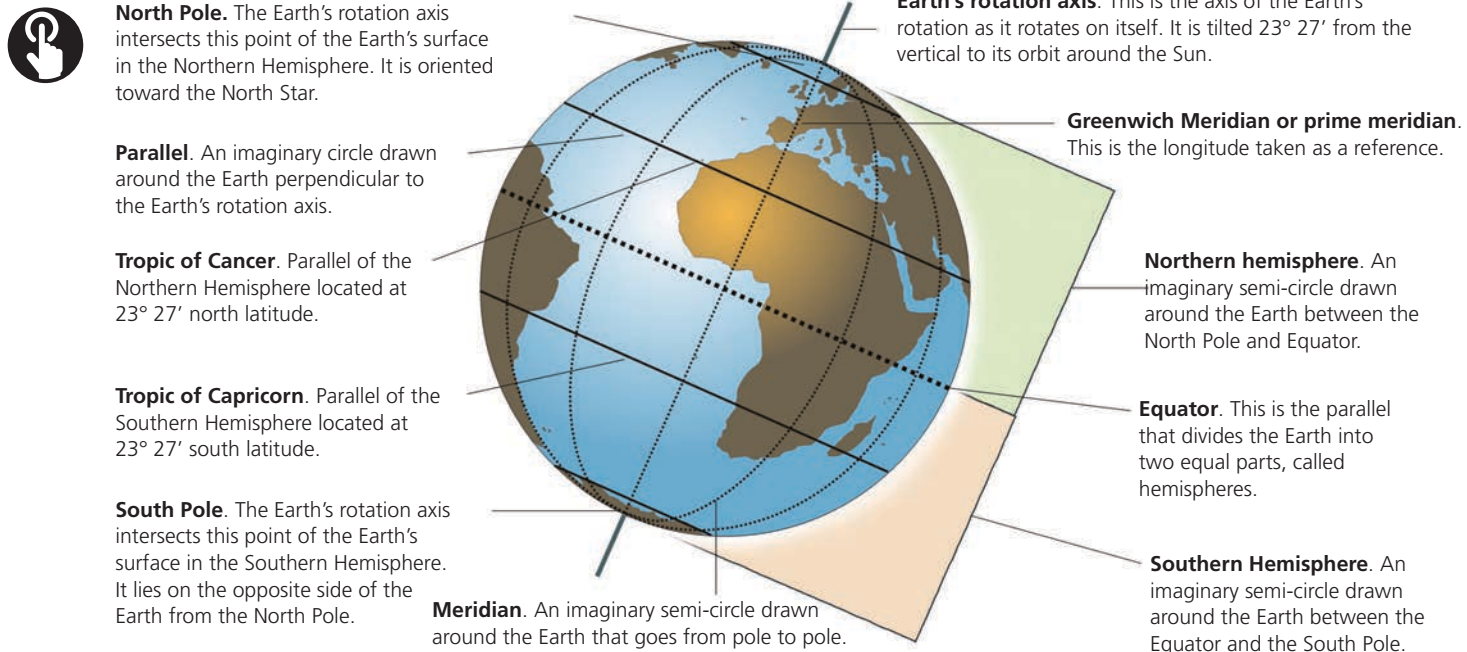 North Pole. The Earth’s rotation axis
intersects this point of the Earth’s surface
in the Northern Hemisphere. It is oriented
toward the North Star.
Parallel. An imaginary circle drawn
around the Earth perpendicular to
the Earth’s rotation axis.
Tropic of Cancer. Parallel of the
Northern Hemisphere located at
23° 27’ north latitude.
Tropic of Capricorn. Parallel of the
Southern Hemisphere located at
23° 27’ south latitude.
South Pole. The Earth’s rotation axis
intersects this point of the Earth’s
surface in the Southern Hemisphere.
It lies on the opposite side of the
Earth from the North Pole.
Meridian. An imaginary semi-circle drawn
around the Earth that goes from pole to pole.
Earth’s rotation axis. This is the axis of the Earth’s
rotation as it rotates on itself. It is tilted 23° 27’ from the
vertical to its orbit around the Sun.
Greenwich Meridian or prime meridian.
This is the longitude taken as a reference.
Northern hemisphere. An
imaginary semi-circle drawn
around the Earth between the
North Pole and Equator.
Equator. This is the parallel
that divides the Earth into
two equal parts, called
hemispheres.
Southern Hemisphere. An
imaginary semi-circle drawn
around the Earth between the
Equator and the South Pole.